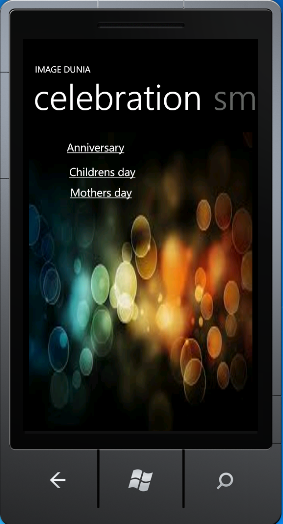 IMAGE DUNIA
celebration sm
Anniversary
Childrens day
Mothers day